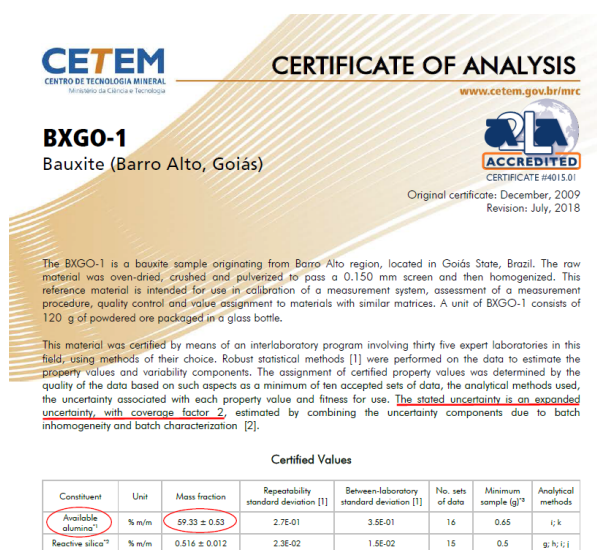 CETEM
CENTRO DE TECNOLOGIA MINERAL
Ministério da Ciência e Tecnologia
CERTIFICATE OF ANALYSIS
www.cetem.gov.br/mrc
BXGO-1
Bauxite (Barro Alto, Goiás)
A2LA
ACCREDITED
CERTIFICATE #4015.01
Original certificate: December, 2009
Revision: July, 2018
The BXGO-1 is a bauxite sample originating from Barro Alto region, located in Goiás State, Brazil. The raw
material was oven-dried, crushed and pulverized to pass a 0.150 mm screen and then homogenized. This
reference material is intended for use in calibration of a measurement system, assessment of a measurement
procedure, quality control and value assignment to materials with similar matrices. A unit of BXGO-1 consists of
120 g of powdered ore packaged in a glass bottle.
This material was certified by means of an interlaboratory program involving thirty five expert laboratories in this
field, using methods of their choice. Robust statistical methods [1] were performed on the data to estimate the
property values and variability components. The assignment of certified property values was determined by the
quality of the data based on such aspects as a minimum of ten accepted sets of data, the analytical methods used,
the uncertainty associated with each property value and fitness for use. The stated uncertainty is an expanded
uncertainty, with coverage factor 2, estimated by combining the uncertainty components due to batch
inhomogeneity and batch characterization [2].
Certified Values
Constituent Unit Mass fraction Repeatability standard deviation [1] Between-laboratory standard deviation [1] No. sets of data Minimum sample (g)*³ Analytical methods
Available alumina*¹ % m/m 59.33 ± 0.53 2.7E-01 3.5E-01 16 0.65 i; k
Reactive silica*² % m/m 0.516 ± 0.012 2.3E-02 1.5E-02 15 0.5 g; h; i; j